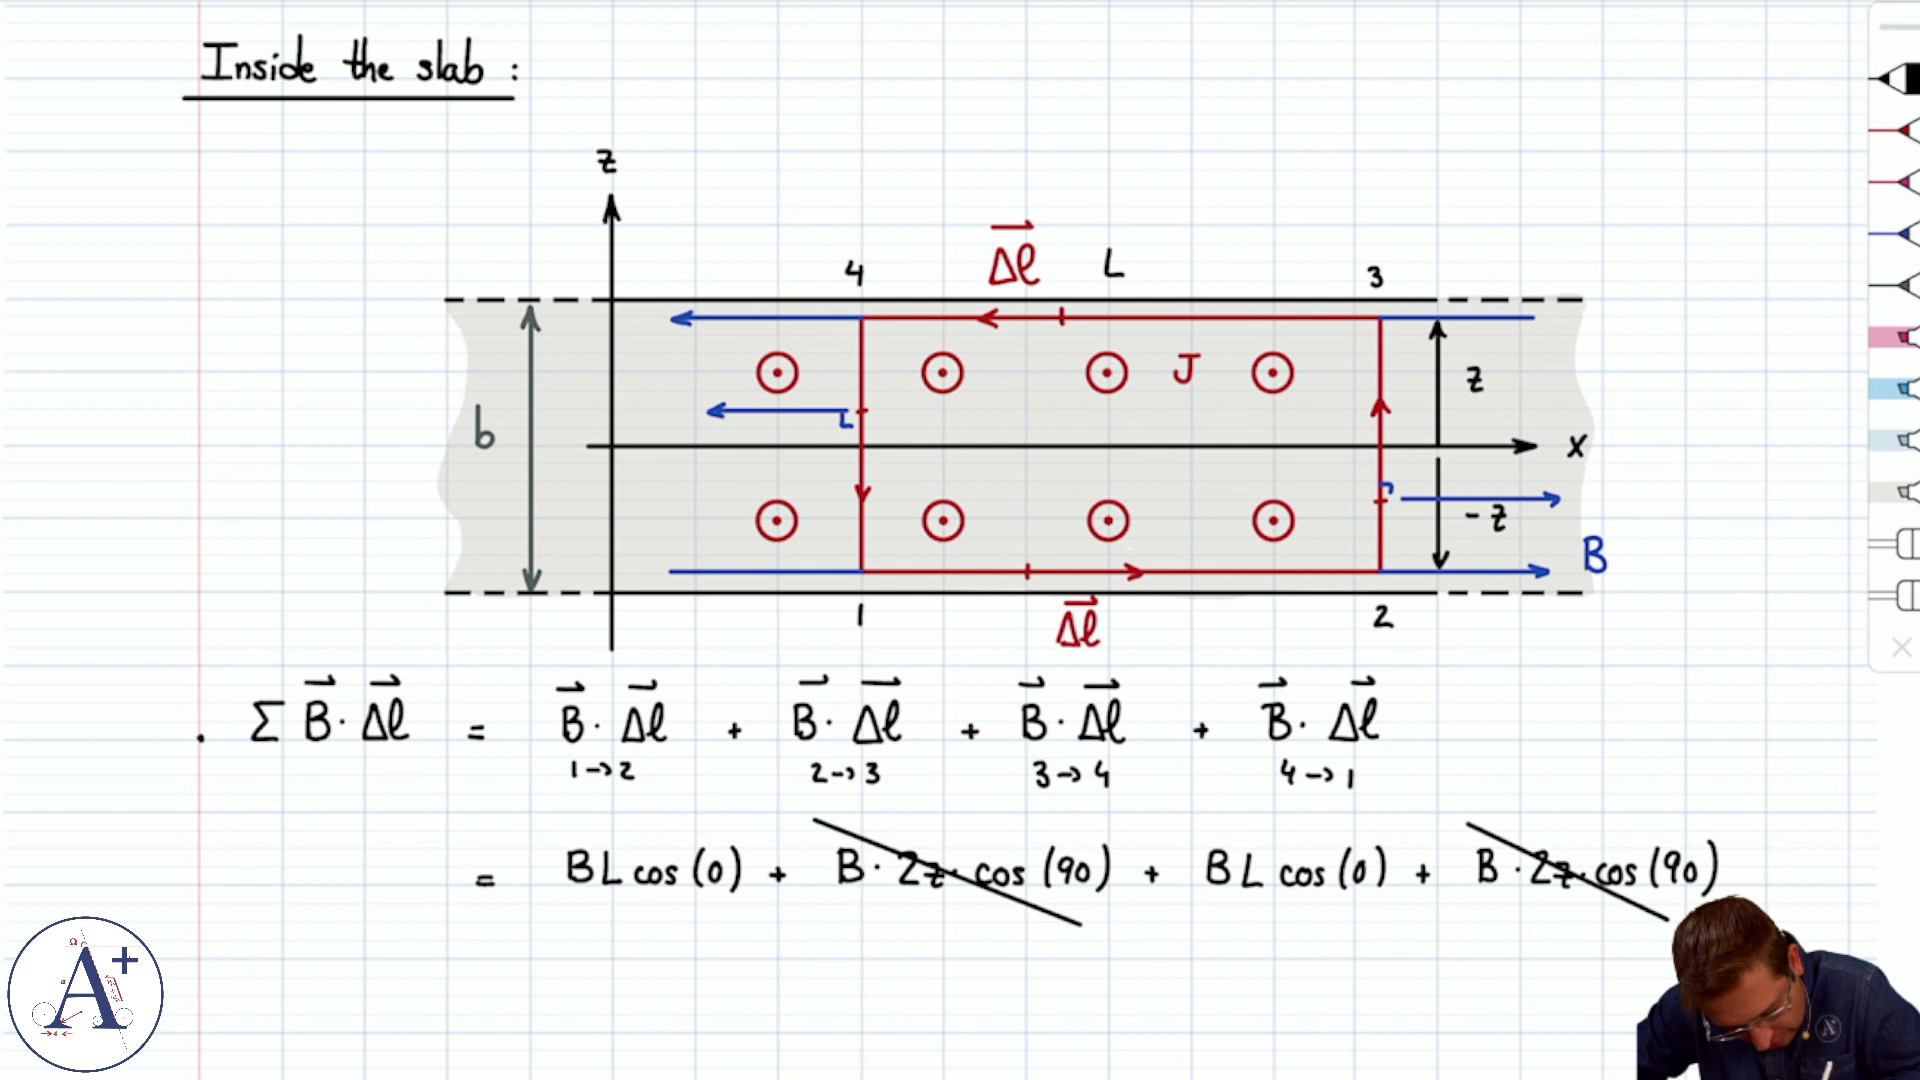 Inside the slab :
z
4 Δl L 3
J z
b x
- z
B
1 Δl 2
. Σ B · Δl = B · Δl + B · Δl + B · Δl + B · Δl
1→2 2→3 3→4 4→1
= BL cos (0) + B · 2z · cos (90) + BL cos (0) + B · 2z · cos (90)
A+